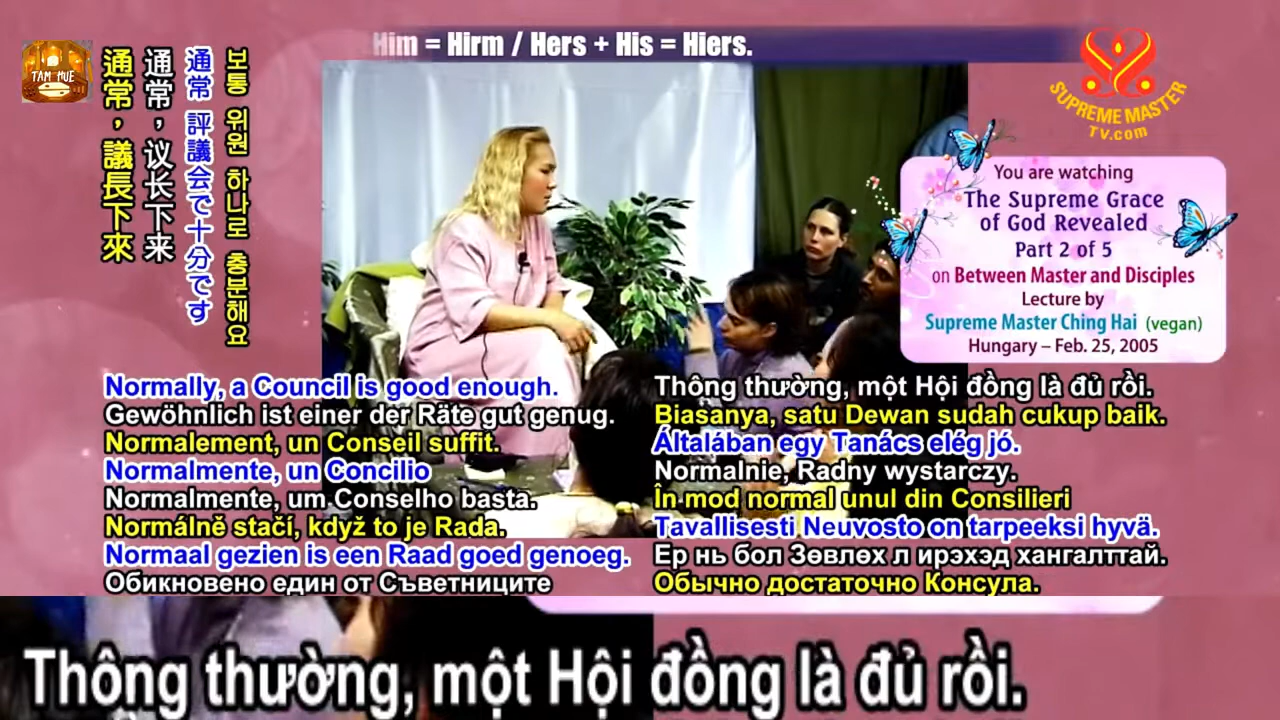 Him = Hirm / Hers + His = Hiers.
TÂM HUỆ
SUPREME MASTER
TV.com
通常，議長下來
通常，议长下来
通常 評議会で十分です
보통 위원 하나로 충분해요
You are watching
The Supreme Grace
of God Revealed
Part 2 of 5
on Between Master and Disciples
Lecture by
Supreme Master Ching Hai (vegan)
Hungary – Feb. 25, 2005
Normally, a Council is good enough.
Gewöhnlich ist einer der Räte gut genug.
Normalement, un Conseil suffit.
Normalmente, un Concilio
Normalmente, um Conselho basta.
Normálně stačí, když to je Rada.
Normaal gezien is een Raad goed genoeg.
Обикновено един от Съветниците
Thông thường, một Hội đồng là đủ rồi.
Biasanya, satu Dewan sudah cukup baik.
Általában egy Tanács elég jó.
Normalnie, Radny wystarczy.
În mod normal unul din Consilieri
Tavallisesti Neuvosto on tarpeeksi hyvä.
Ер нь бол Зөвлөх л ирэхэд хангалттай.
Обычно достаточно Консула.
Thông thường, một Hội đồng là đủ rồi.